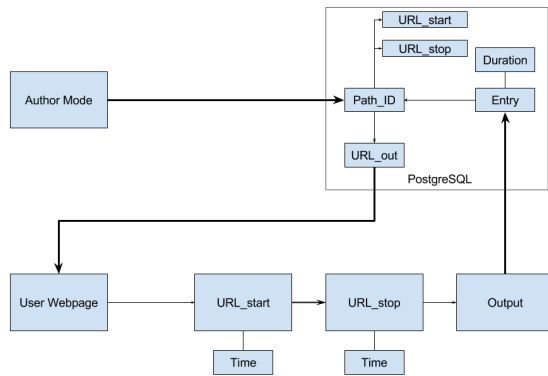 URL_start
URL_stop
Duration
Author Mode
Path_ID
Entry
URL_out
PostgreSQL
User Webpage
URL_start
URL_stop
Output
Time
Time